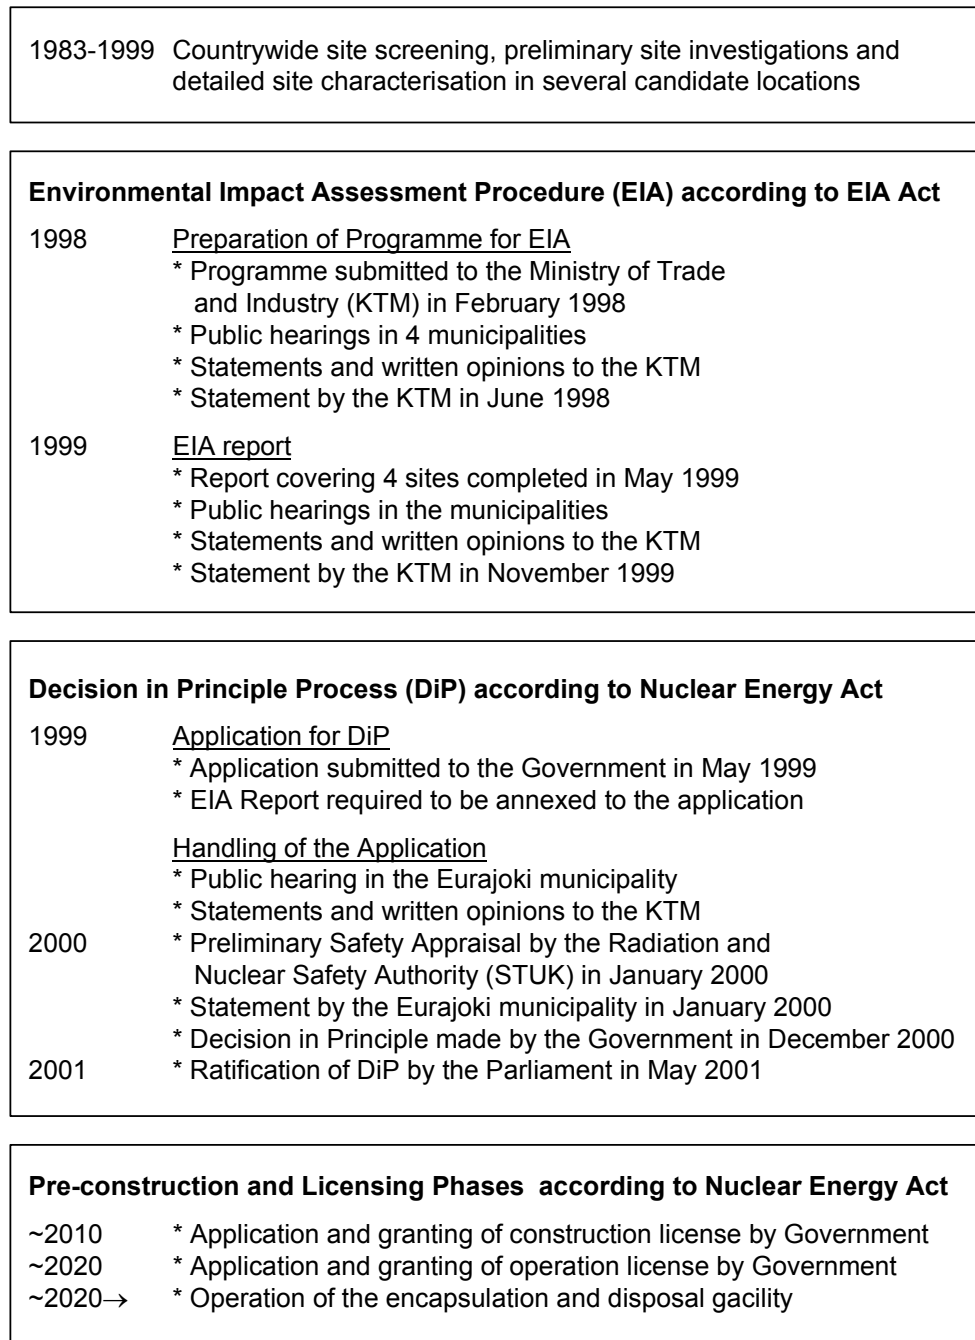 1983-1999 Countrywide site screening, preliminary site investigations and
detailed site characterisation in several candidate locations
Environmental Impact Assessment Procedure (EIA) according to EIA Act
1998 Preparation of Programme for EIA
* Programme submitted to the Ministry of Trade
and Industry (KTM) in February 1998
* Public hearings in 4 municipalities
* Statements and written opinions to the KTM
* Statement by the KTM in June 1998
1999 EIA report
* Report covering 4 sites completed in May 1999
* Public hearings in the municipalities
* Statements and written opinions to the KTM
* Statement by the KTM in November 1999
Decision in Principle Process (DiP) according to Nuclear Energy Act
1999 Application for DiP
* Application submitted to the Government in May 1999
* EIA Report required to be annexed to the application
Handling of the Application
* Public hearing in the Eurajoki municipality
* Statements and written opinions to the KTM
2000 * Preliminary Safety Appraisal by the Radiation and
Nuclear Safety Authority (STUK) in January 2000
* Statement by the Eurajoki municipality in January 2000
* Decision in Principle made by the Government in December 2000
2001 * Ratification of DiP by the Parliament in May 2001
Pre-construction and Licensing Phases according to Nuclear Energy Act
~2010 * Application and granting of construction license by Government
~2020 * Application and granting of operation license by Government
~2020→ * Operation of the encapsulation and disposal gacility